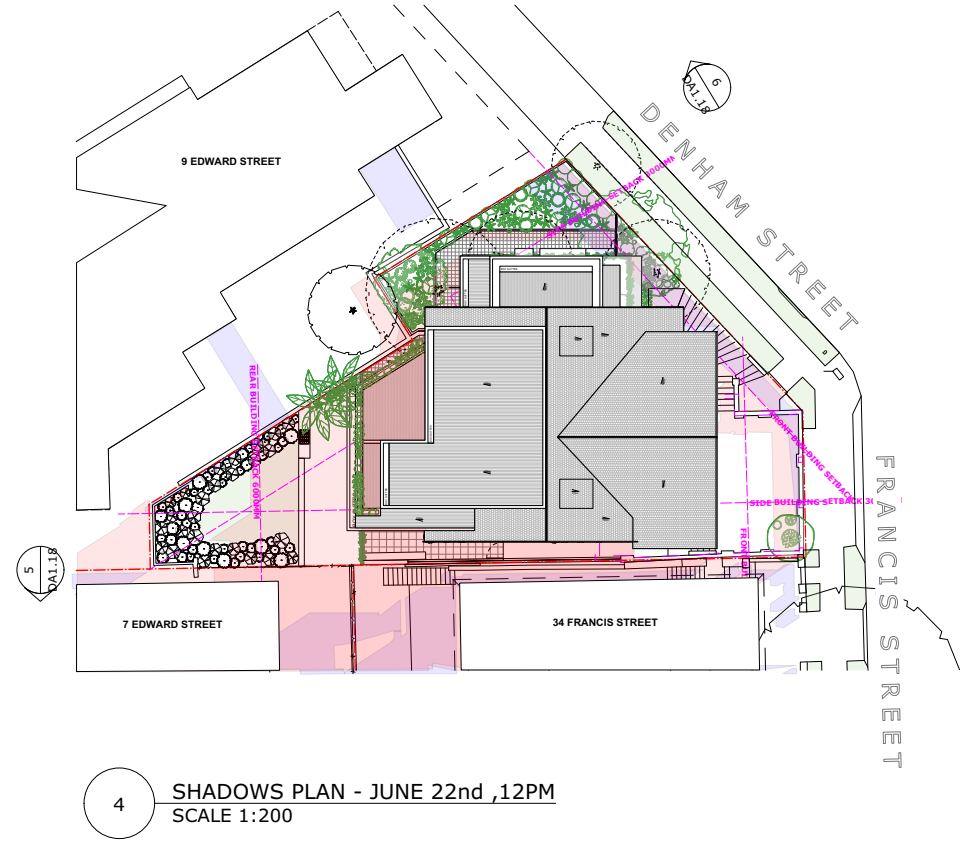 6
DA1.18
DENHAM STREET
9 EDWARD STREET
REAR BUILDING SETBACK 6000MM
FRONT BUILDING SETBACK
SIDE BUILDING SETBACK 30
FRANCIS STREET
5
DA1.18
7 EDWARD STREET
34 FRANCIS STREET
4
SHADOWS PLAN - JUNE 22nd ,12PM
SCALE 1:200